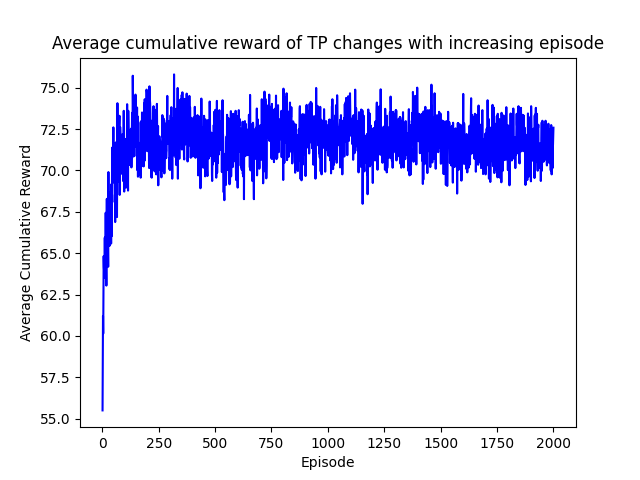 Average cumulative reward of TP changes with increasing episode
Average Cumulative Reward
75.0
72.5
70.0
67.5
65.0
62.5
60.0
57.5
55.0
0 250 500 750 1000 1250 1500 1750 2000
Episode